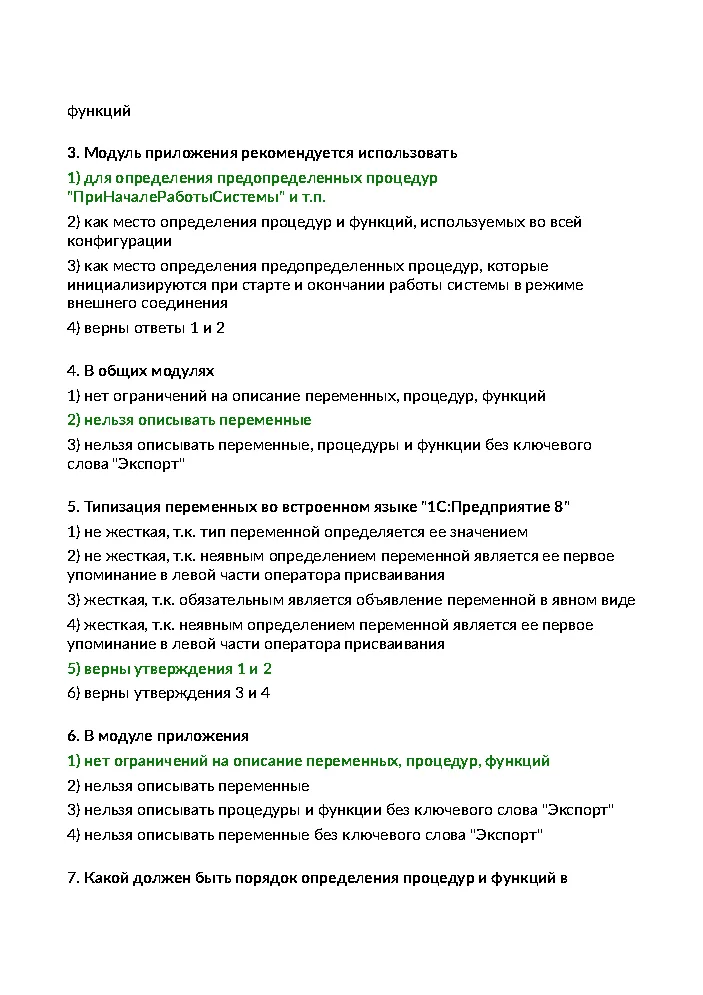 функций
3. Модуль приложения рекомендуется использовать
1) для определения предопределенных процедур
"ПриНачалеРаботыСистемы" и т.п.
2) как место определения процедур и функций, используемых во всей
конфигурации
3) как место определения предопределенных процедур, которые
инициализируются при старте и окончании работы системы в режиме
внешнего соединения
4) верны ответы 1 и 2
4. В общих модулях
1) нет ограничений на описание переменных, процедур, функций
2) нельзя описывать переменные
3) нельзя описывать переменные, процедуры и функции без ключевого
слова "Экспорт"
5. Типизация переменных во встроенном языке "1С:Предприятие 8"
1) не жесткая, т.к. тип переменной определяется ее значением
2) не жесткая, т.к. неявным определением переменной является ее первое
упоминание в левой части оператора присваивания
3) жесткая, т.к. обязательным является объявление переменной в явном виде
4) жесткая, т.к. неявным определением переменной является ее первое
упоминание в левой части оператора присваивания
5) верны утверждения 1 и 2
6) верны утверждения 3 и 4
6. В модуле приложения
1) нет ограничений на описание переменных, процедур, функций
2) нельзя описывать переменные
3) нельзя описывать процедуры и функции без ключевого слова "Экспорт"
4) нельзя описывать переменные без ключевого слова "Экспорт"
7. Какой должен быть порядок определения процедур и функций в